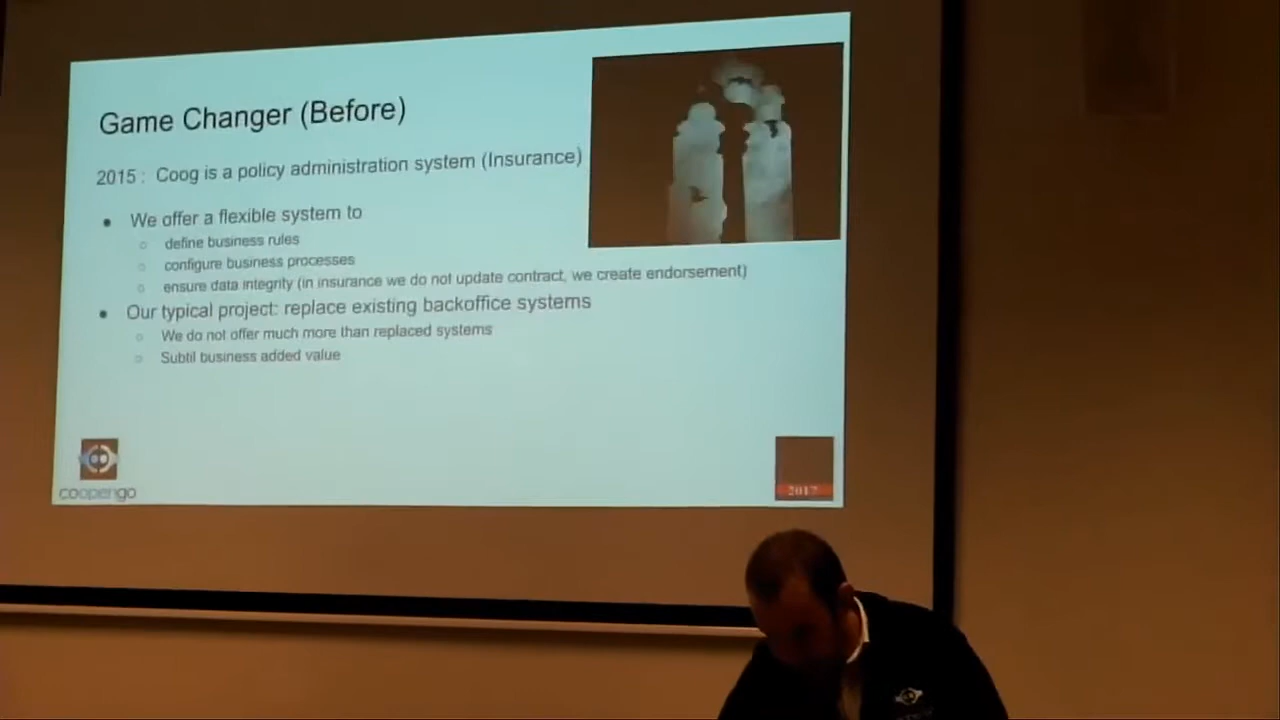 Game Changer (Before)
2015 : Coog is a policy administration system (Insurance)
We offer a flexible system to
define business rules
configure business processes
ensure data integrity (in insurance we do not update contract, we create endorsement)
Our typical project: replace existing backoffice systems
We do not offer much more than replaced systems
Subtil business added value
coopengo
2017